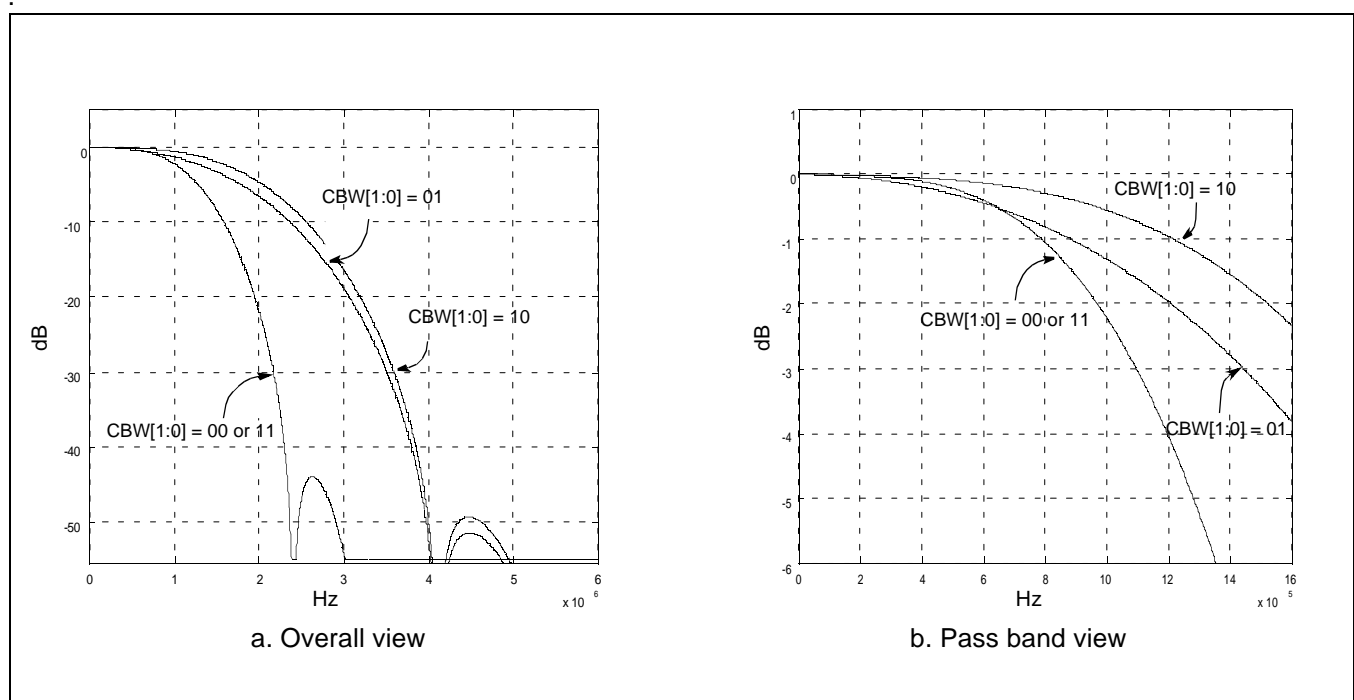 .
0
-10
-20
-30
-40
-50
dB
CBW[1:0] = 01
CBW[1:0] = 10
CBW[1:0] = 00 or 11
0 1 2 3 4 5 6
Hz
x 10 6
a. Overall view
1
0
-1
-2
-3
-4
-5
-6
dB
CBW[1:0] = 10
CBW[1:0] = 00 or 11
CBW[1:0] = 01
0 2 4 6 8 10 12 14 16
Hz
x 10 5
b. Pass band view